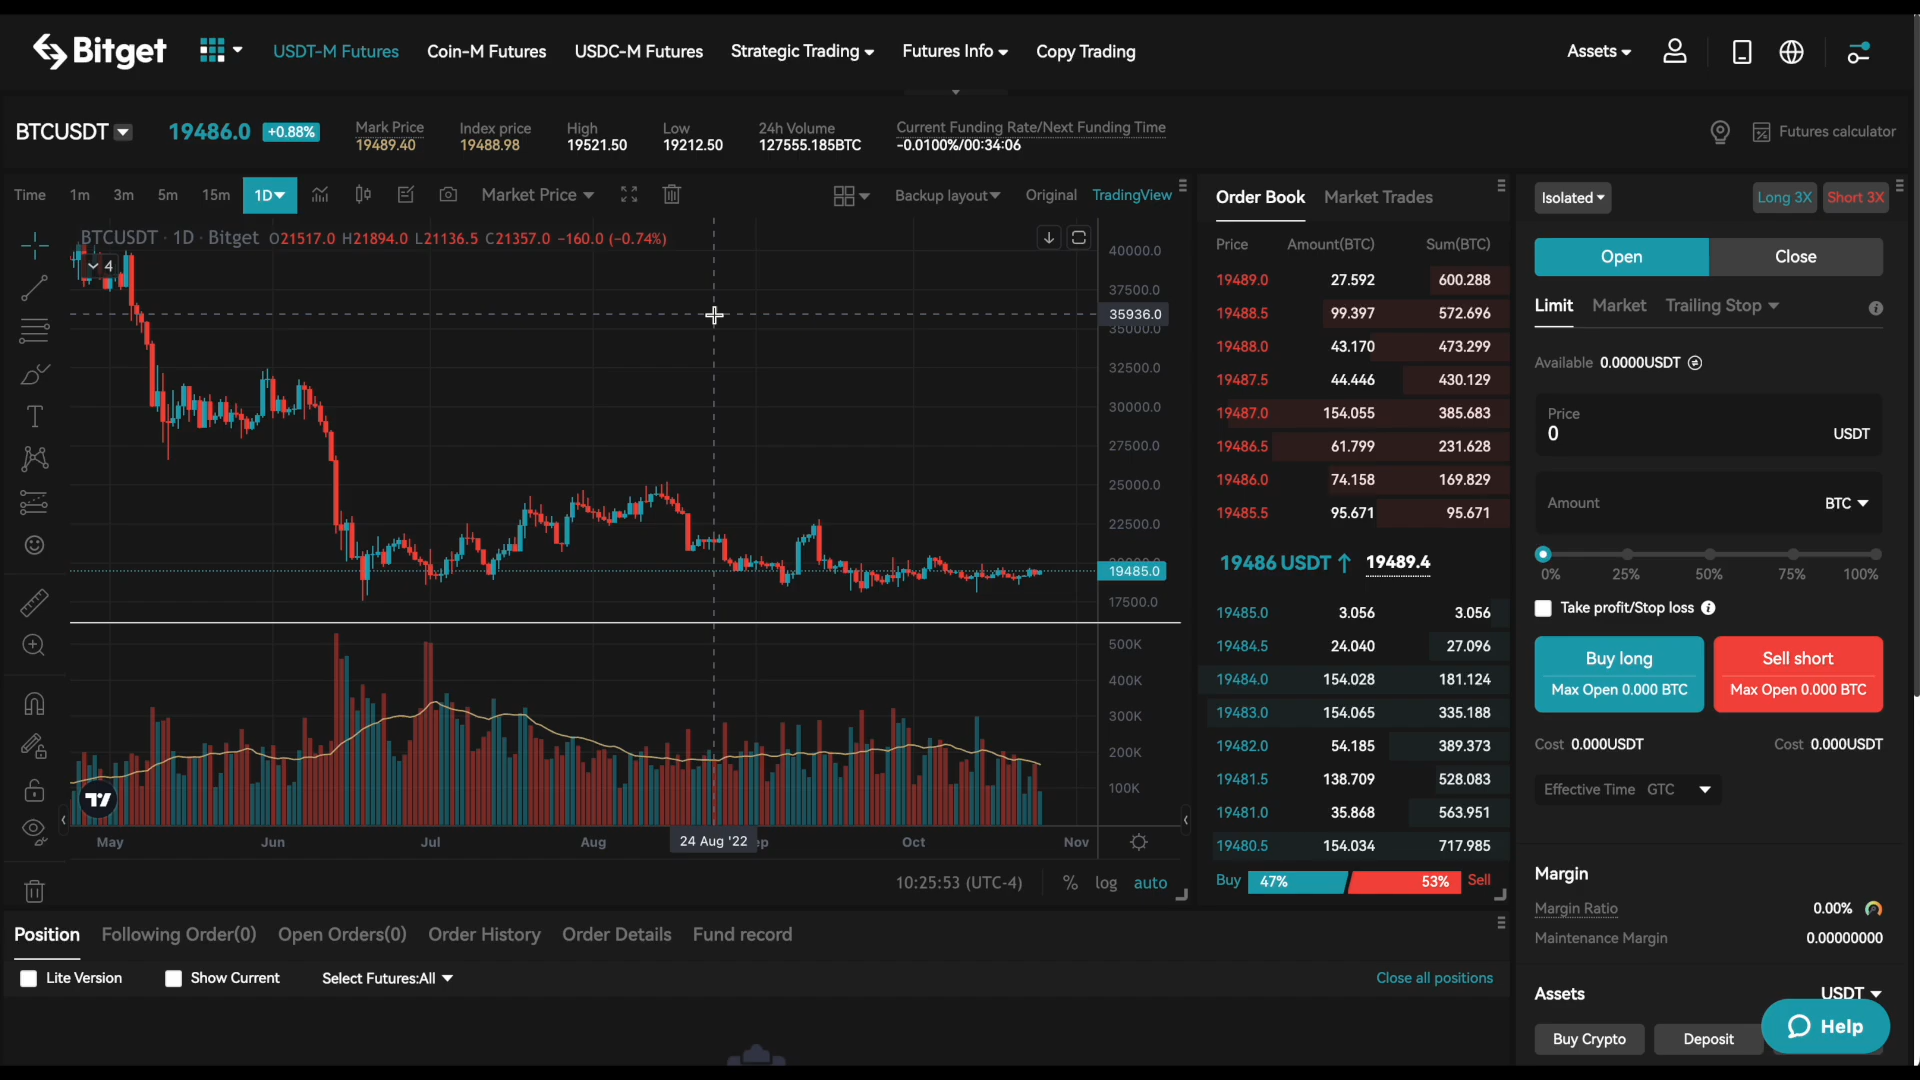 Bitget USDT-M Futures Coin-M Futures USDC-M Futures Strategic Trading Futures Info Copy Trading Assets
BTCUSDT 19486.0 +0.88%
Mark Price Index price High Low 24h Volume Current Funding Rate/Next Funding Time
19489.40 19488.98 19521.50 19212.50 127555.185BTC -0.0100%/00:34:06
Futures calculator
Time 1m 3m 5m 15m 1D Market Price Backup layout Original TradingView
BTCUSDT · 1D · Bitget O21517.0 H21894.0 L21136.5 C21357.0 −160.0 (−0.74%)
4
40000.0
37500.0
35936.0
35000.0
32500.0
30000.0
27500.0
25000.0
22500.0
19485.0
17500.0
500K
400K
300K
200K
100K
May Jun Jul Aug 24 Aug '22 Oct Nov
10:25:53 (UTC-4) % log auto
Order Book Market Trades
Price Amount(BTC) Sum(BTC)
19489.0 27.592 600.288
19488.5 99.397 572.696
19488.0 43.170 473.299
19487.5 44.446 430.129
19487.0 154.055 385.683
19486.5 61.799 231.628
19486.0 74.158 169.829
19485.5 95.671 95.671
19486 USDT ↑ 19489.4
19485.0 3.056 3.056
19484.5 24.040 27.096
19484.0 154.028 181.124
19483.0 154.065 335.188
19482.0 54.185 389.373
19481.5 138.709 528.083
19481.0 35.868 563.951
19480.5 154.034 717.985
Buy 47% 53% Sell
Isolated Long 3X Short 3X
Open Close
Limit Market Trailing Stop
Available 0.0000USDT
Price
0 USDT
Amount BTC
0% 25% 50% 75% 100%
Take profit/Stop loss
Buy long Sell short
Max Open 0.000 BTC Max Open 0.000 BTC
Cost 0.000USDT Cost 0.000USDT
Effective Time GTC
Margin
Margin Ratio 0.00%
Maintenance Margin 0.00000000
Assets USDT
Buy Crypto Deposit
Help
Position Following Order(0) Open Orders(0) Order History Order Details Fund record
Lite Version Show Current Select Futures:All Close all positions